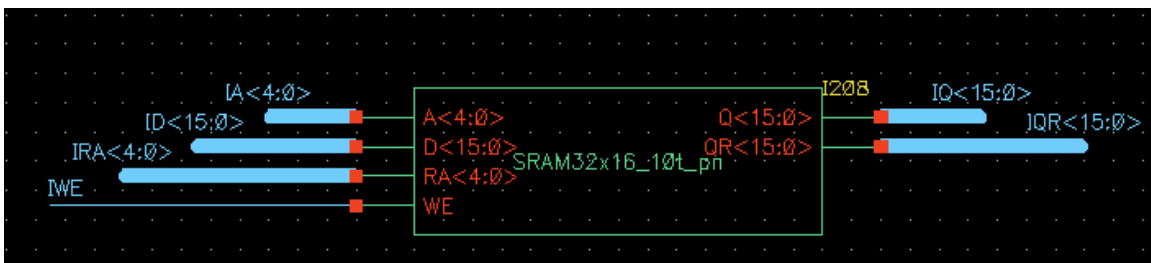 I208
IA<4:0>
IQ<15:0>
A<4:0>
Q<15:0>
ID<15:0>
IQR<15:0>
D<15:0>
QR<15:0>
IRA<4:0>
SRAM32x16_10t_pn
RA<4:0>
IWE
WE